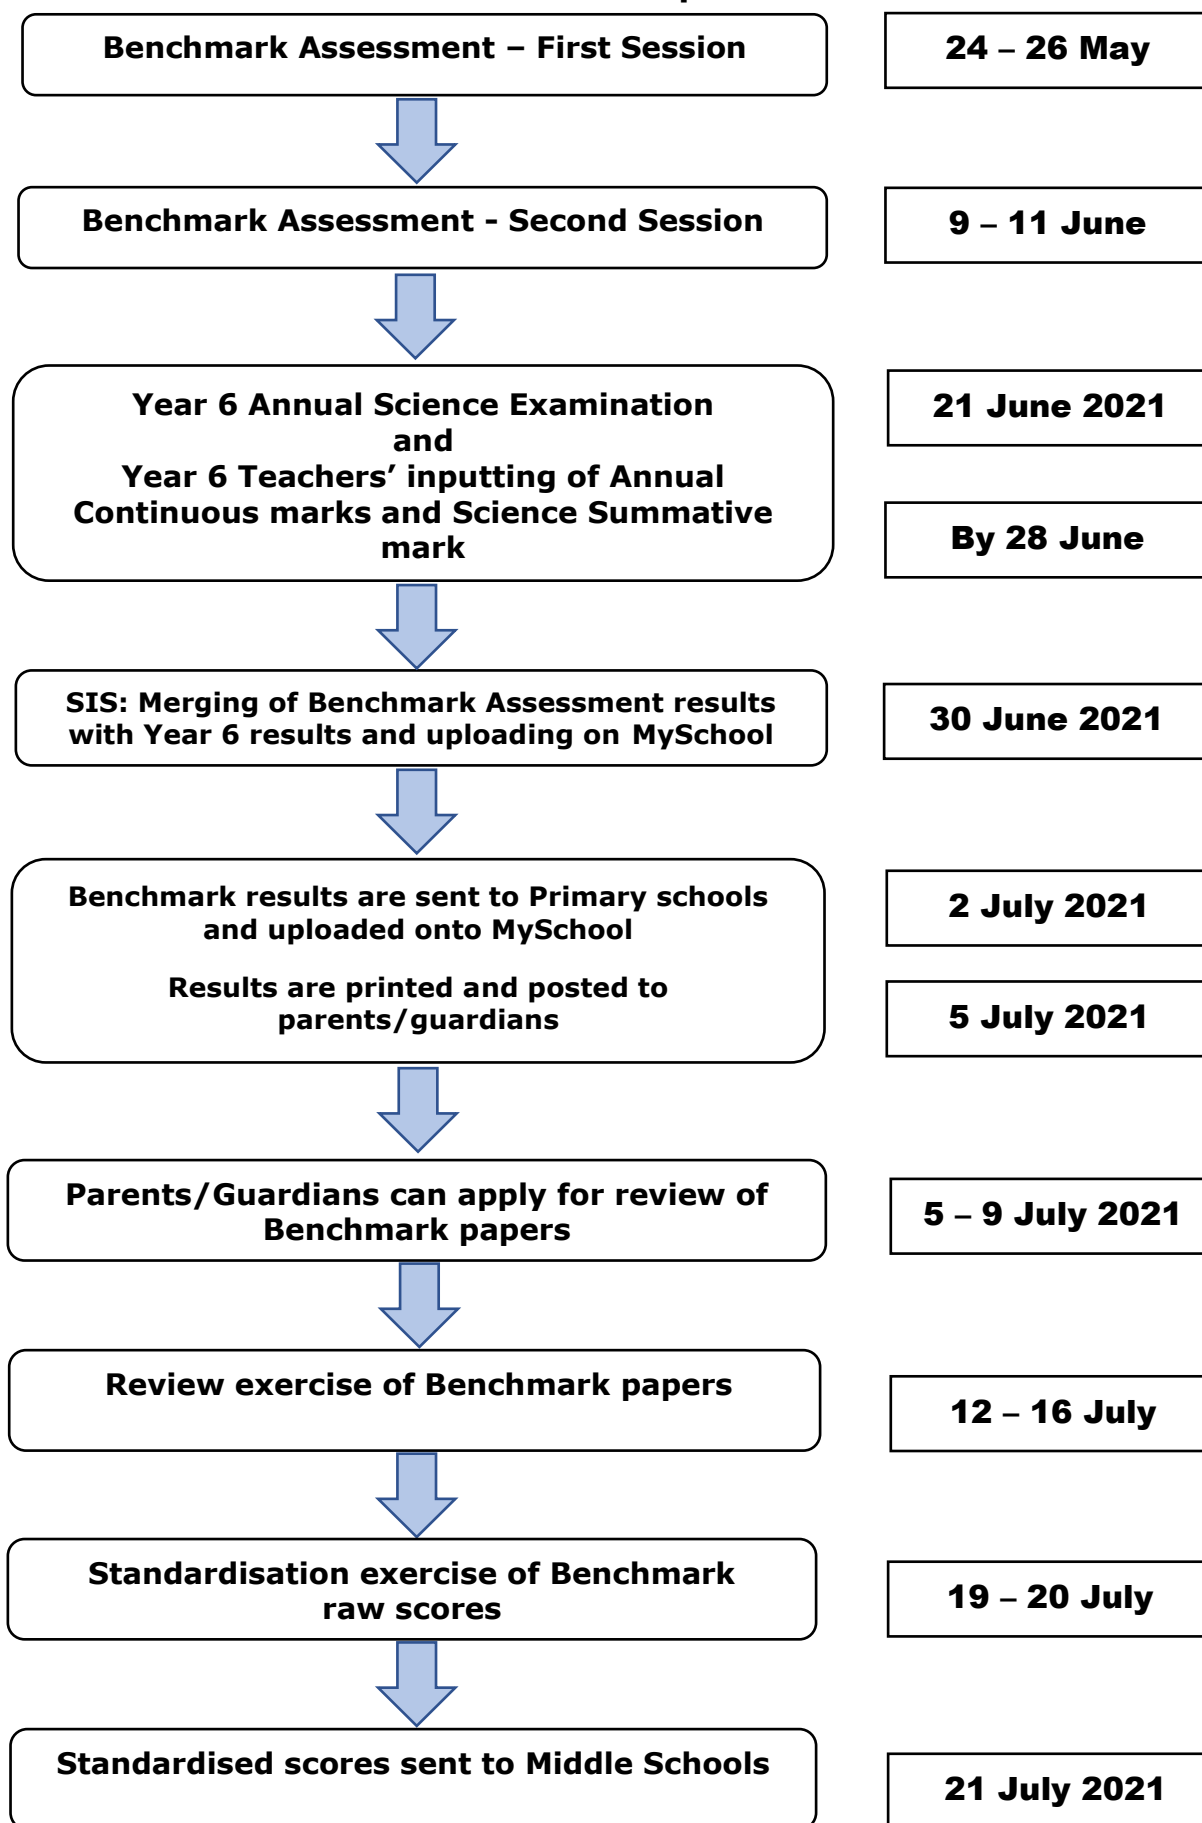 Benchmark Assessment – First Session
24 – 26 May
Benchmark Assessment - Second Session
9 – 11 June
Year 6 Annual Science Examination
and
Year 6 Teachers’ inputting of Annual
Continuous marks and Science Summative
mark
21 June 2021
By 28 June
SIS: Merging of Benchmark Assessment results
with Year 6 results and uploading on MySchool
30 June 2021
Benchmark results are sent to Primary schools
and uploaded onto MySchool
2 July 2021
Results are printed and posted to
parents/guardians
5 July 2021
Parents/Guardians can apply for review of
Benchmark papers
5 – 9 July 2021
Review exercise of Benchmark papers
12 – 16 July
Standardisation exercise of Benchmark
raw scores
19 – 20 July
Standardised scores sent to Middle Schools
21 July 2021